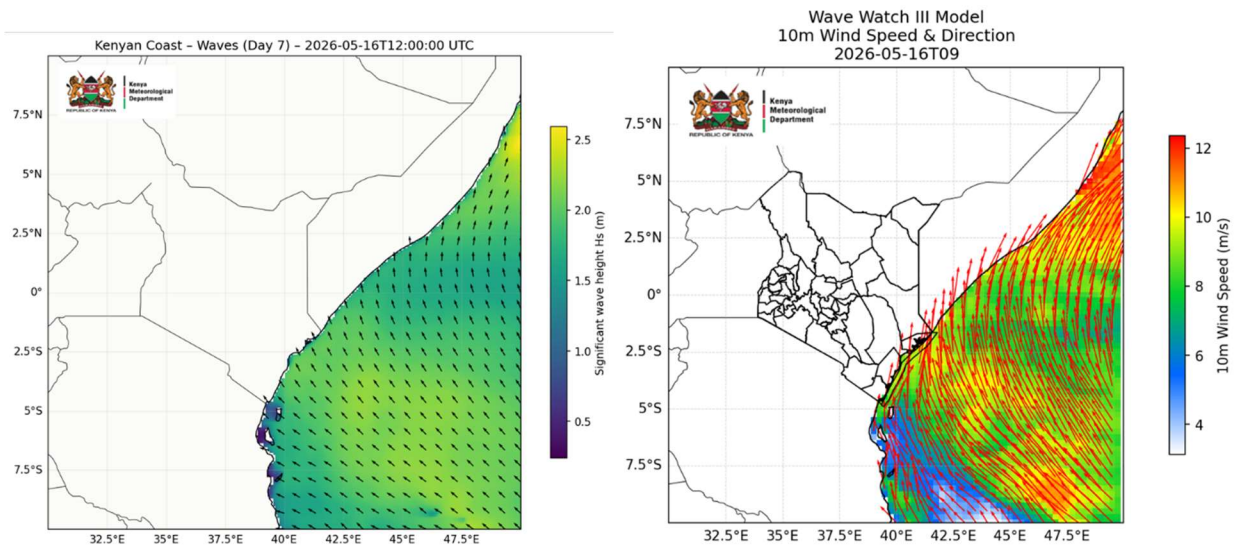 Kenyan Coast – Waves (Day 7) – 2026-05-16T12:00:00 UTC
Kenya
Meteorological
Department
REPUBLIC OF KENYA
7.5°N
5°N
2.5°N
0°
2.5°S
5°S
7.5°S
32.5°E 35°E 37.5°E 40°E 42.5°E 45°E 47.5°E
2.5
2.0
1.5
1.0
0.5
Significant wave height Hs (m)
Wave Watch III Model
10m Wind Speed & Direction
2026-05-16T09
Kenya
Meteorological
Department
REPUBLIC OF KENYA
7.5°N
5°N
2.5°N
0°
2.5°S
5°S
7.5°S
32.5°E 35°E 37.5°E 40°E 42.5°E 45°E 47.5°E
12
10
8
6
4
10m Wind Speed (m/s)